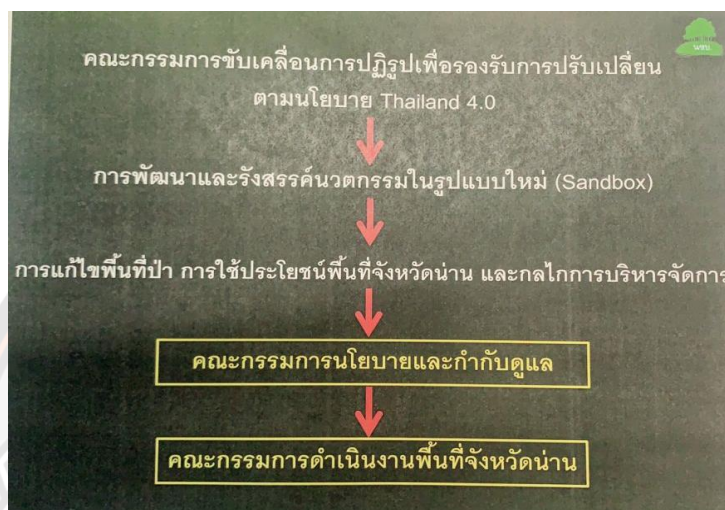 นซน.
คณะกรรมการขับเคลื่อนการปฏิรูปเพื่อรองรับการปรับเปลี่ยน
ตามนโยบาย Thailand 4.0
การพัฒนาและรังสรรค์นวตกรรมในรูปแบบใหม่ (Sandbox)
การแก้ไขพื้นที่ป่า การใช้ประโยชน์พื้นที่จังหวัดน่าน และกลไกการบริหารจัดการ
คณะกรรมการนโยบายและกำกับดูแล
คณะกรรมการดำเนินงานพื้นที่จังหวัดน่าน